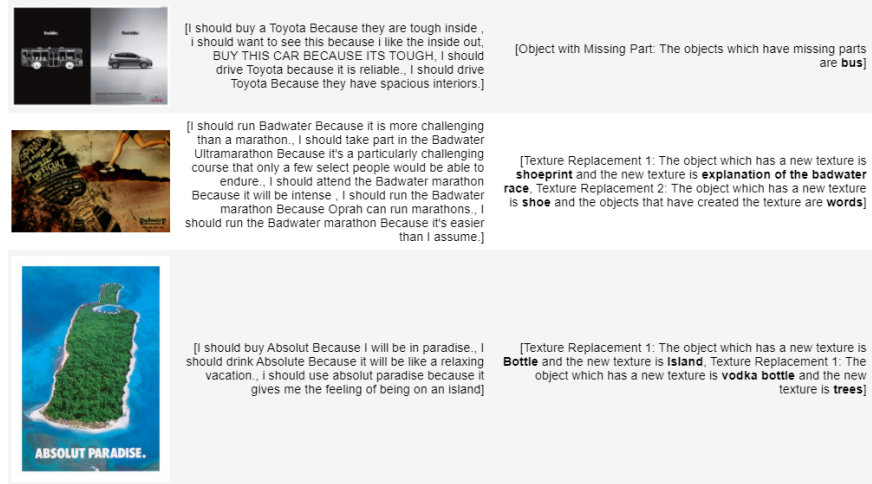 Inside:
Outside:
[I should buy a Toyota Because they are tough inside ,
i should want to see this because i like the inside out,
BUY THIS CAR BECAUSE ITS TOUGH, I should
drive Toyota because it is reliable., I should drive
Toyota Because they have spacious interiors.]
[Object with Missing Part: The objects which have missing parts
are bus]
[I should run Badwater Because it is more challenging
than a marathon., I should take part in the Badwater
Ultramarathon Because it's a particularly challenging
course that only a few select people would be able to
endure., I should attend the Badwater marathon
Because it will be intense , I should run the Badwater
marathon Because Oprah can run marathons., I
should run the Badwater marathon Because it's easier
than I assume.]
[Texture Replacement 1: The object which has a new texture is
shoeprint and the new texture is explanation of the badwater
race, Texture Replacement 2: The object which has a new texture
is shoe and the objects that have created the texture are words]
ABSOLUT PARADISE.
[I should buy Absolut Because I will be in paradise., I
should drink Absolute Because it will be like a relaxing
vacation., i should use absolut paradise because it
gives me the feeling of being on an island]
[Texture Replacement 1: The object which has a new texture is
Bottle and the new texture is Island, Texture Replacement 1: The
object which has a new texture is vodka bottle and the new
texture is trees]